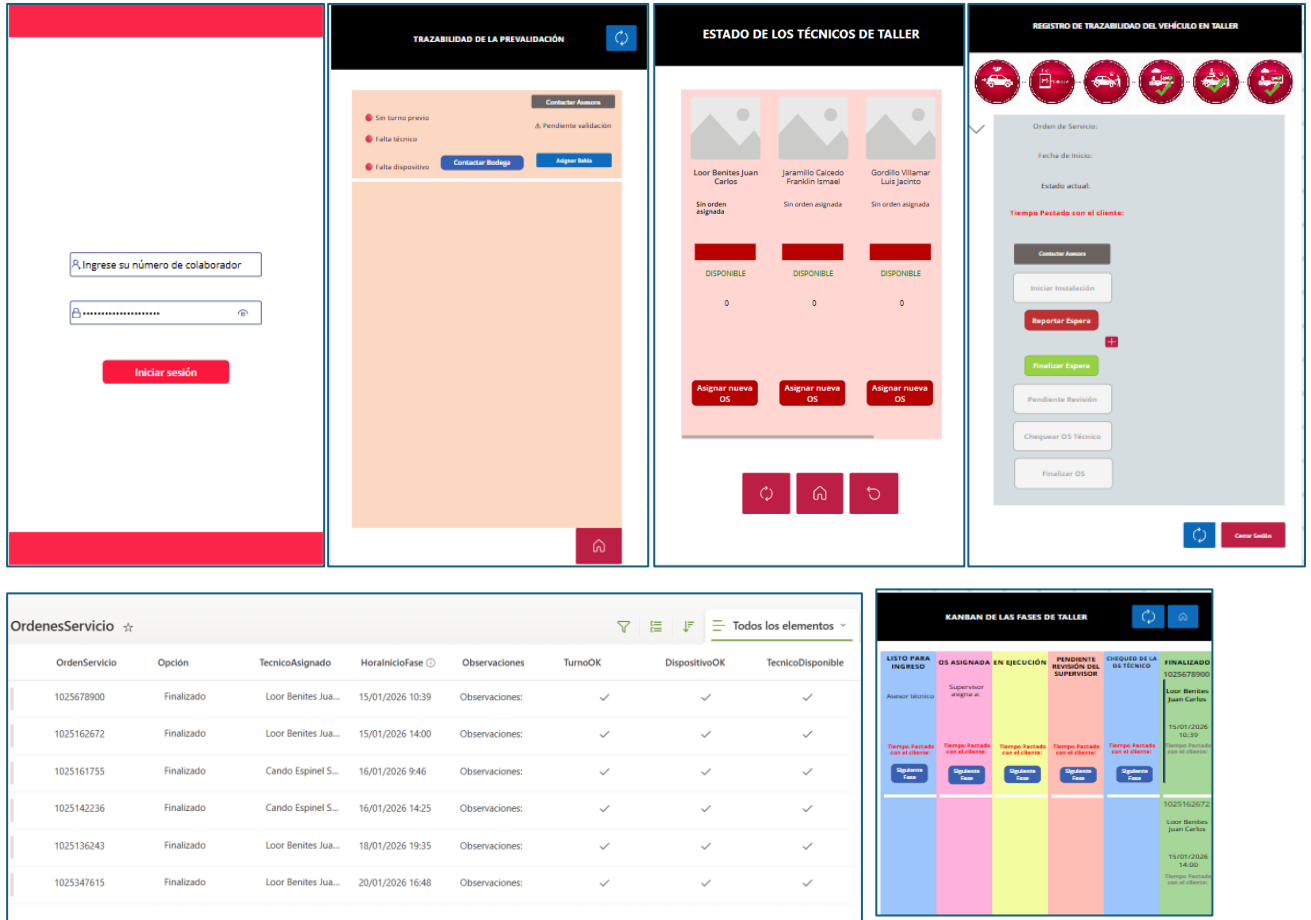 Ingrese su número de colaborador
Iniciar sesión
TRAZABILIDAD DE LA PREVALIDACIÓN
Contactar Asesora
Sin turno previo
Pendiente validación
Falta técnico
Falta dispositivo
Contactar Bodega
Asignar Bahía
ESTADO DE LOS TÉCNICOS DE TALLER
Loor Benites Juan
Carlos
Jaramillo Caicedo
Franklin Ismael
Gordillo Villamar
Luis Jacinto
Sin orden
asignada
Sin orden asignada
Sin orden asignada
DISPONIBLE
DISPONIBLE
DISPONIBLE
0
0
0
Asignar nueva
OS
Asignar nueva
OS
Asignar nueva
OS
REGISTRO DE TRAZABILIDAD DEL VEHÍCULO EN TALLER
Orden de Servicio:
Fecha de Inicio:
Estado actual:
Tiempo Pactado con el cliente:
Contactar Asesora
Iniciar Instalación
Reportar Espera
Finalizar Espera
Pendiente Revisión
Chequear OS Técnico
Finalizar OS
Cerrar Sesión
OrdenesServicio
Todos los elementos
OrdenServicio Opción TecnicoAsignado HoraInicioFase Observaciones TurnoOK DispositivoOK TecnicoDisponible
1025678900 Finalizado Loor Benites Jua... 15/01/2026 10:39 Observaciones:
1025162672 Finalizado Loor Benites Jua... 15/01/2026 14:00 Observaciones:
1025161755 Finalizado Cando Espinel S... 16/01/2026 9:46 Observaciones:
1025142236 Finalizado Cando Espinel S... 16/01/2026 14:25 Observaciones:
1025136243 Finalizado Loor Benites Jua... 18/01/2026 19:35 Observaciones:
1025347615 Finalizado Loor Benites Jua... 20/01/2026 16:48 Observaciones:
KANBAN DE LAS FASES DE TALLER
LISTO PARA
INGRESO
Asesor técnico
Tiempo Pactado
con el cliente:
Siguiente
Fase
OS ASIGNADA
Supervisor
asigna a:
Tiempo Pactado
con el cliente:
Siguiente
Fase
EN EJECUCIÓN
Tiempo Pactado
con el cliente:
Siguiente
Fase
PENDIENTE
REVISIÓN DEL
SUPERVISOR
Tiempo Pactado
con el cliente:
Siguiente
Fase
CHEQUEO DE LA
OS TÉCNICO
Tiempo Pactado
con el cliente:
Siguiente
Fase
FINALIZADO
1025678900
Loor Benites
Juan Carlos
15/01/2026
10:39
Tiempo Pactado
con el cliente:
1025162672
Loor Benites
Juan Carlos
15/01/2026
14:00
Tiempo Pactado
con el cliente: